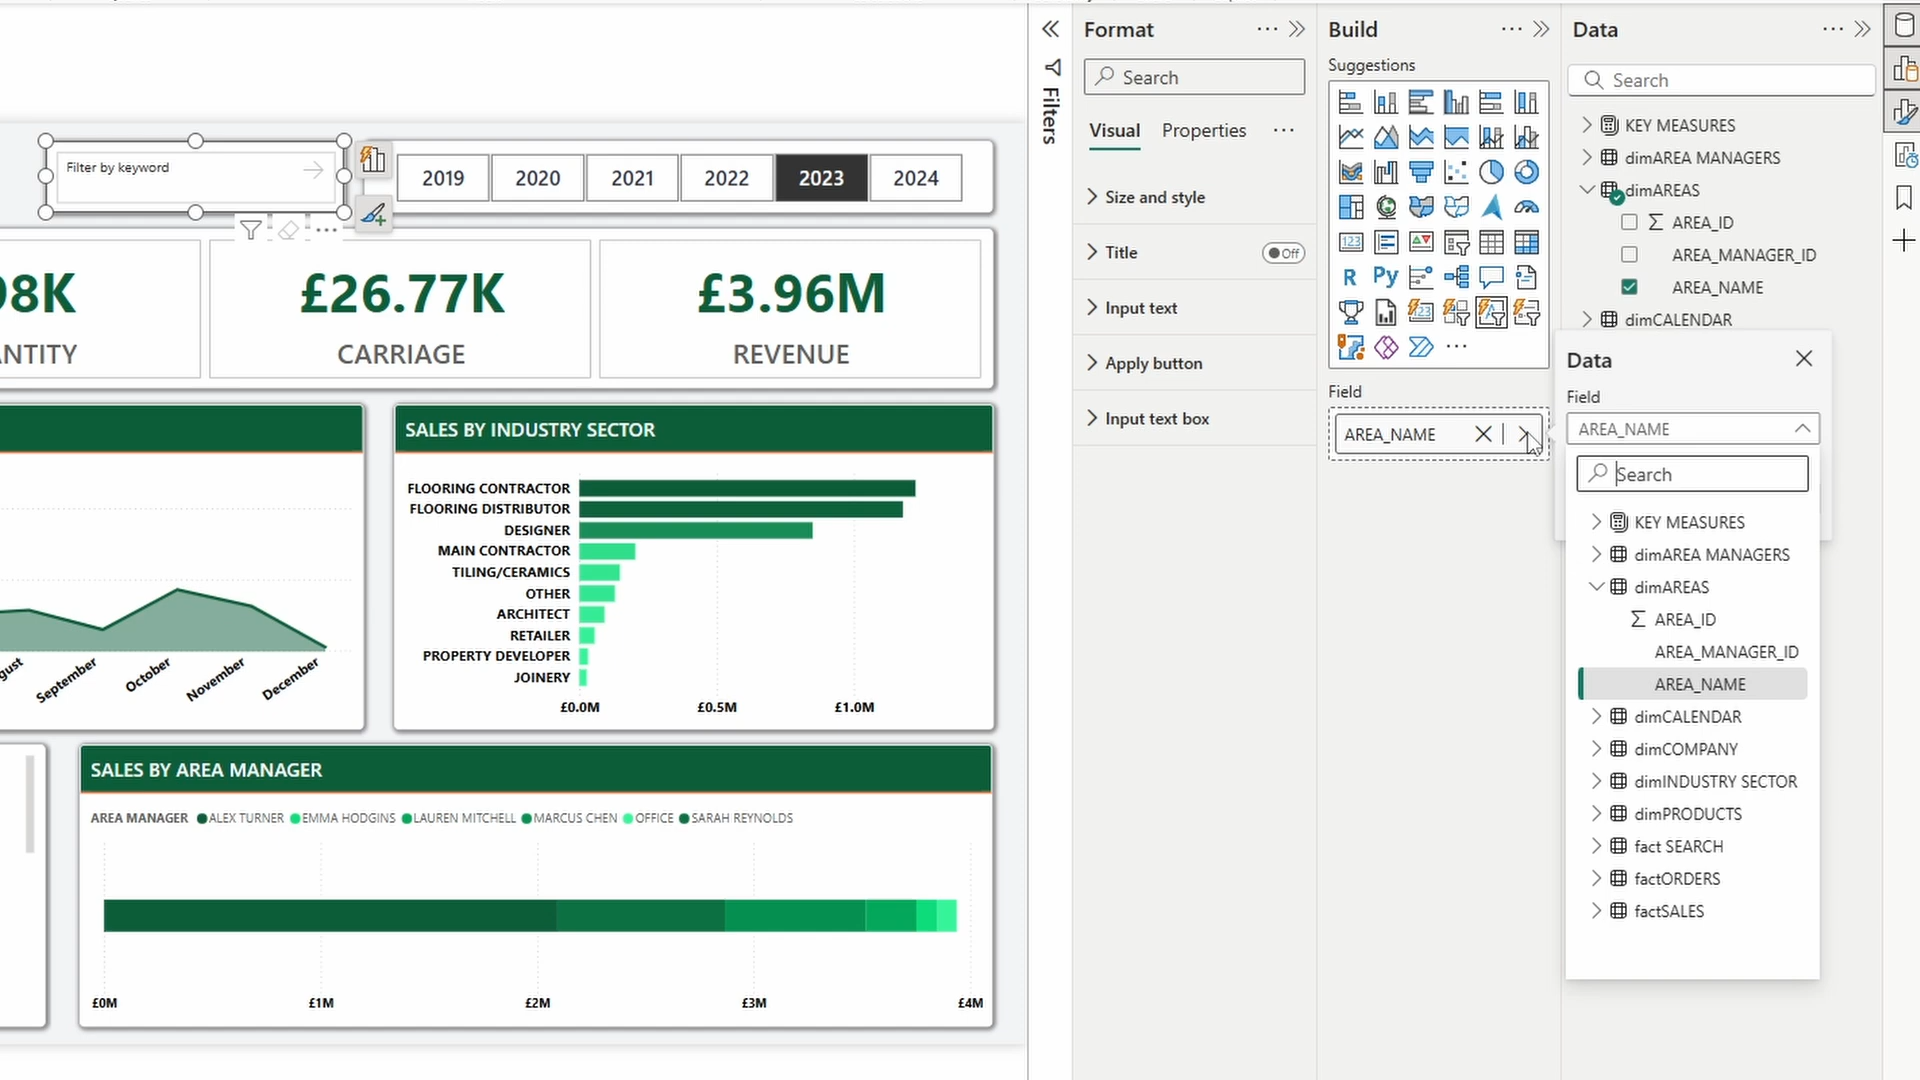 Format
Search
Visual Properties
Size and style
Title Off
Input text
Apply button
Input text box
Filters
Build
Suggestions
123
R Py
123
Field
AREA_NAME
Data
Search
KEY MEASURES
dimAREA MANAGERS
dimAREAS
AREA_ID
AREA_MANAGER_ID
AREA_NAME
dimCALENDAR
Data
Field
AREA_NAME
Search
KEY MEASURES
dimAREA MANAGERS
dimAREAS
AREA_ID
AREA_MANAGER_ID
AREA_NAME
dimCALENDAR
dimCOMPANY
dimINDUSTRY SECTOR
dimPRODUCTS
fact SEARCH
factORDERS
factSALES
Filter by keyword
2019 2020 2021 2022 2023 2024
08K £26.77K £3.96M
ANTITY CARRIAGE REVENUE
gust September October November December
SALES BY INDUSTRY SECTOR
FLOORING CONTRACTOR
FLOORING DISTRIBUTOR
DESIGNER
MAIN CONTRACTOR
TILING/CERAMICS
OTHER
ARCHITECT
RETAILER
PROPERTY DEVELOPER
JOINERY
£0.0M £0.5M £1.0M
SALES BY AREA MANAGER
AREA MANAGER ALEX TURNER EMMA HODGINS LAUREN MITCHELL MARCUS CHEN OFFICE SARAH REYNOLDS
£0M £1M £2M £3M £4M